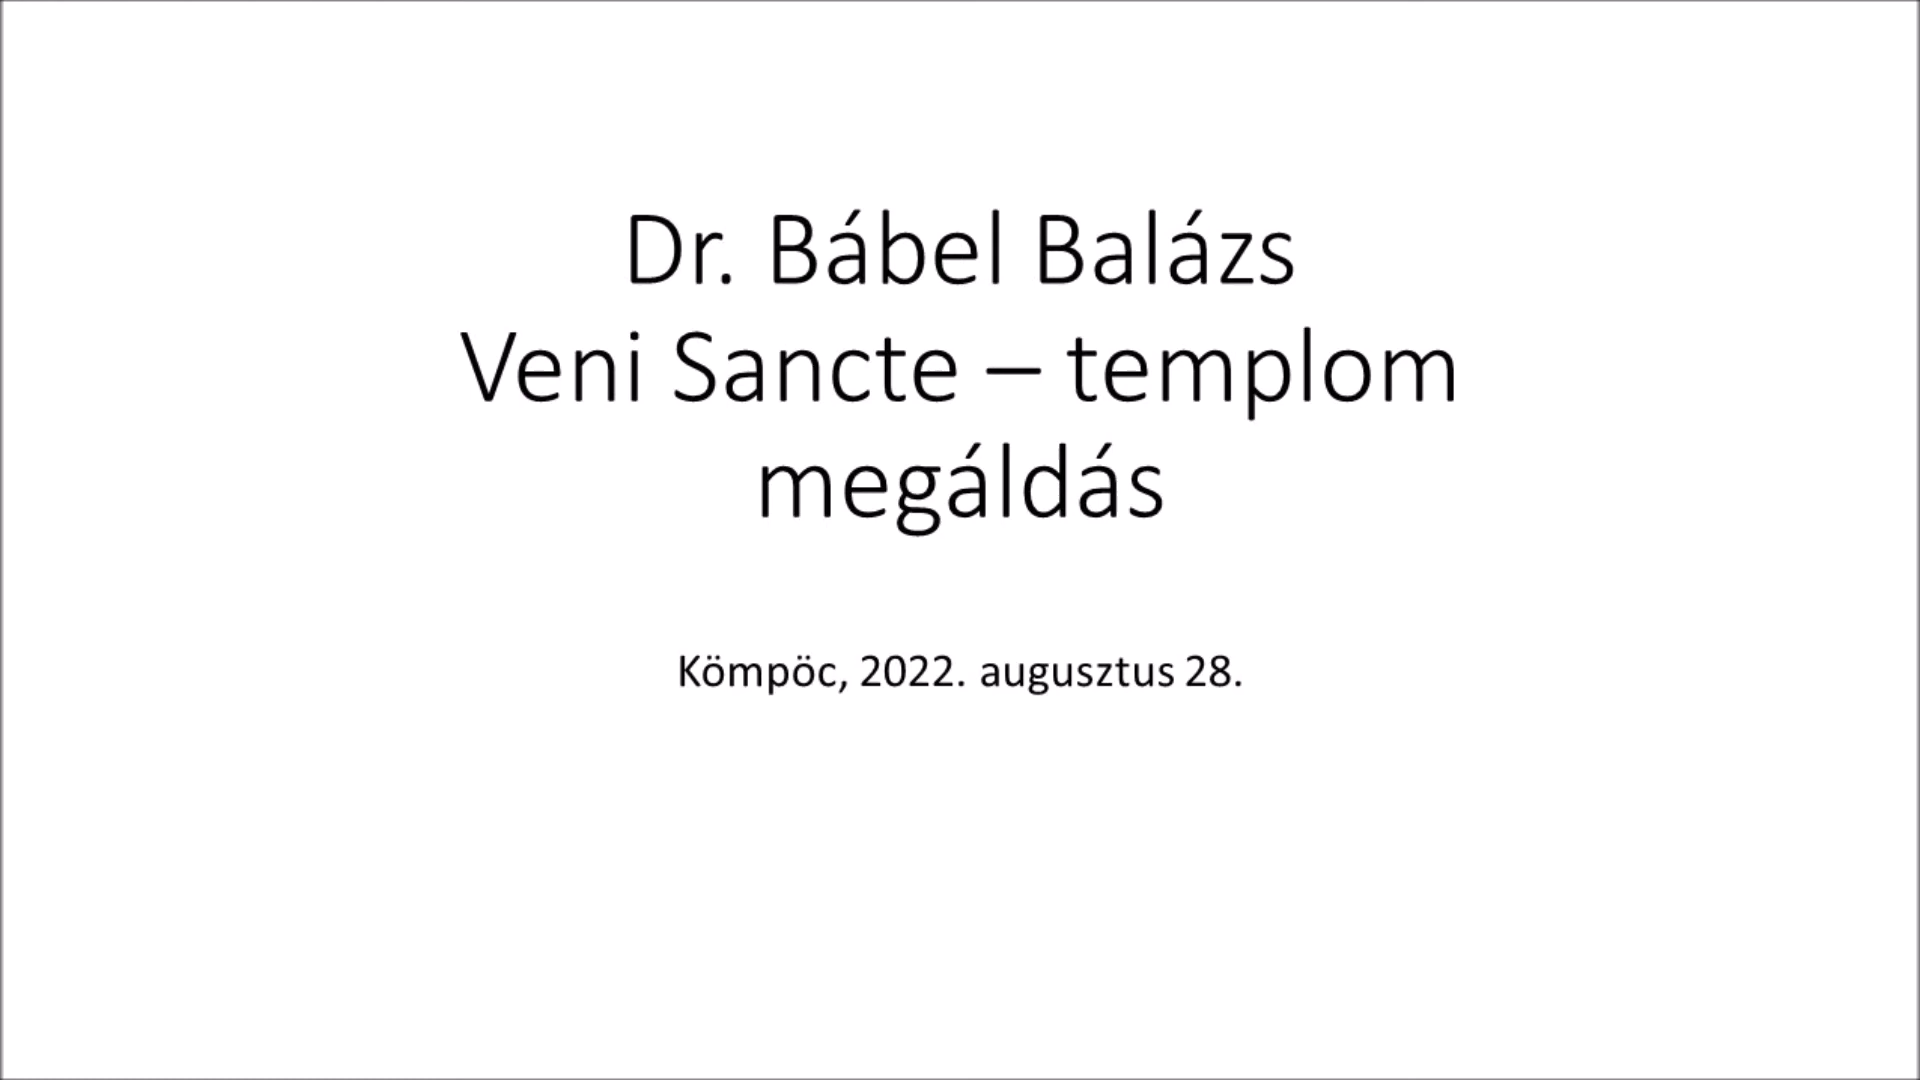 Dr. Bábel Balázs
Veni Sancte – templom
megáldás
Kömpöc, 2022. augusztus 28.